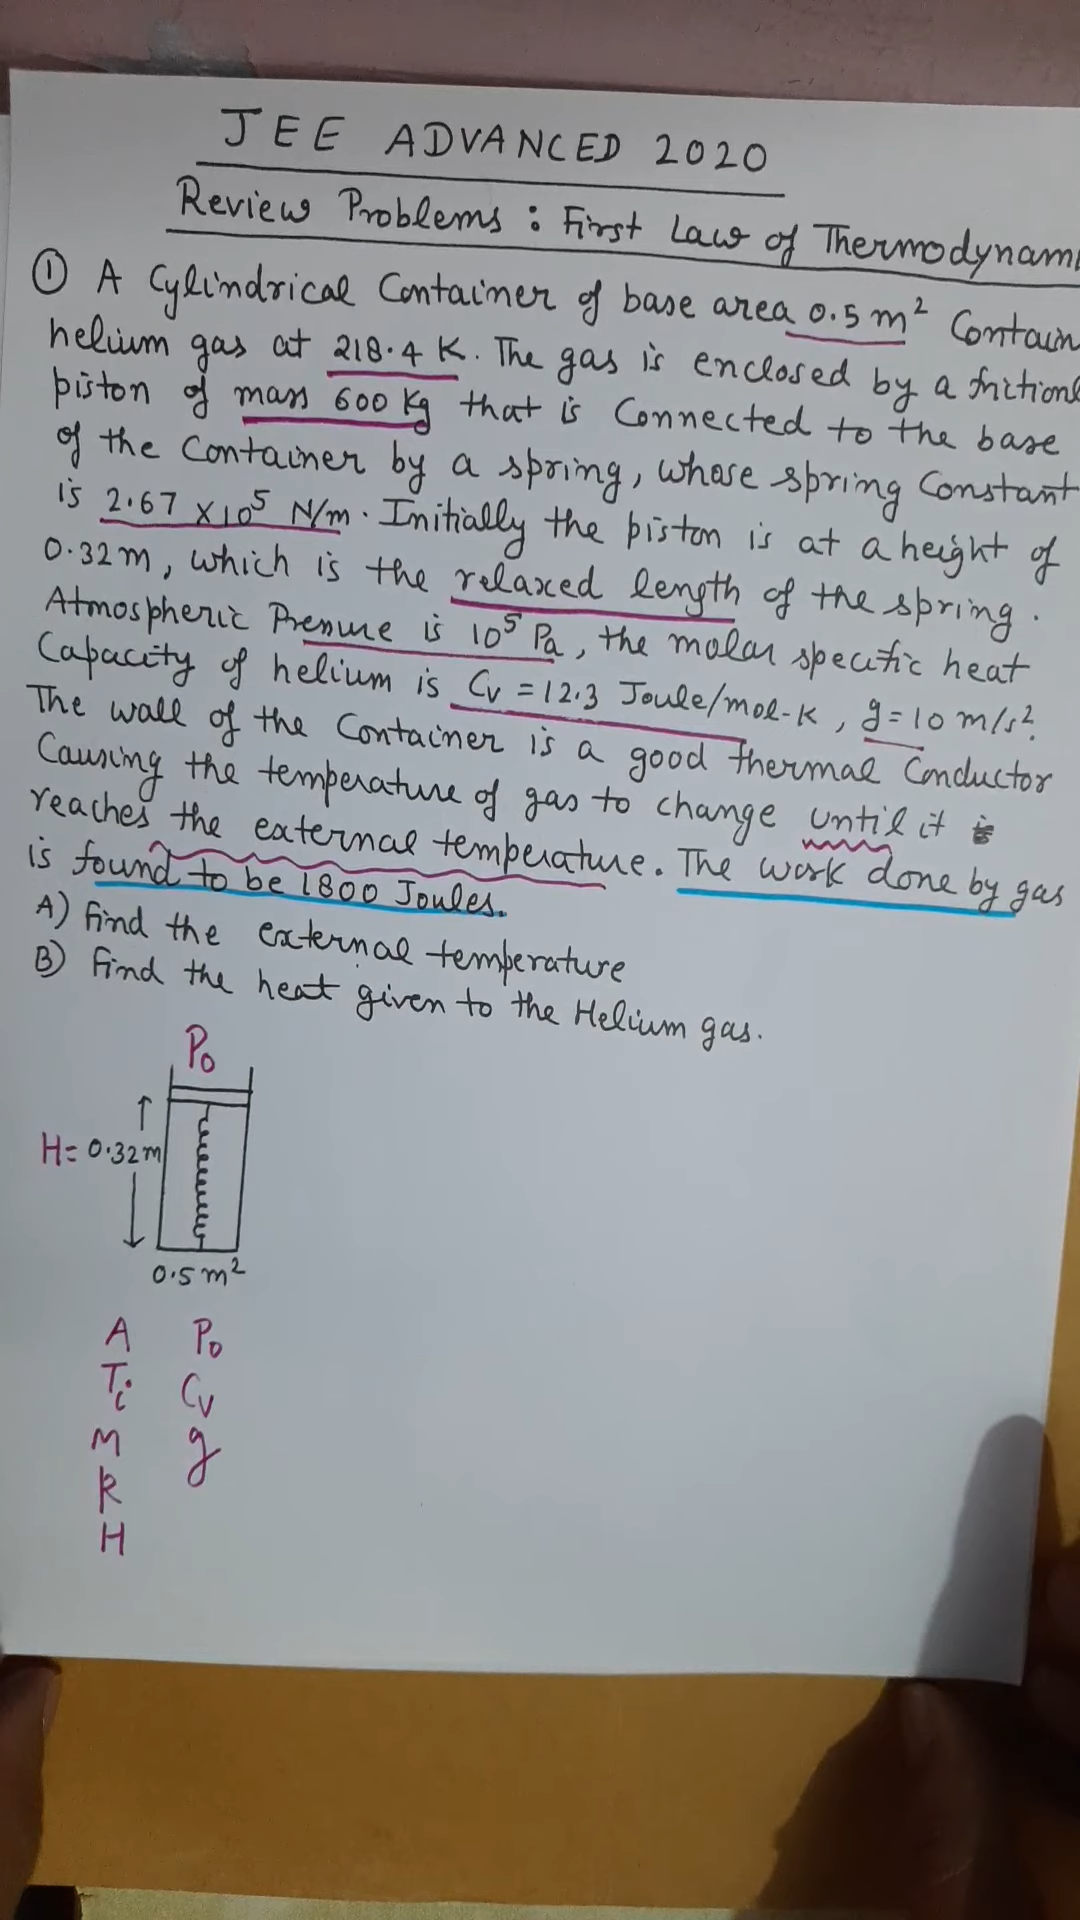 JEE ADVANCED 2020
Review Problems : First Law of Thermodynami
① A Cylindrical Container of base area 0.5 m² Contain
helium gas at 218.4 K. The gas is enclosed by a frictionl
piston of mass 600 Kg that is Connected to the base
of the Container by a spring, whose spring Constant
is 2.67 × 10⁵ N/m. Initially the piston is at a height of
0.32m, which is the relaxed length of the spring.
Atmospheric Pressure is 10⁵ Pa, the molar specific heat
Capacity of helium is Cv = 12.3 Joule/mol-K, g = 10 m/s².
The wall of the Container is a good thermal Conductor
Causing the temperature of gas to change until it
reaches the external temperature. The work done by gas
is found to be 1800 Joules.
A) find the external temperature
B) Find the heat given to the Helium gas.
P₀
H = 0.32m
0.5 m²
A P₀
Ti Cv
M g
k
H